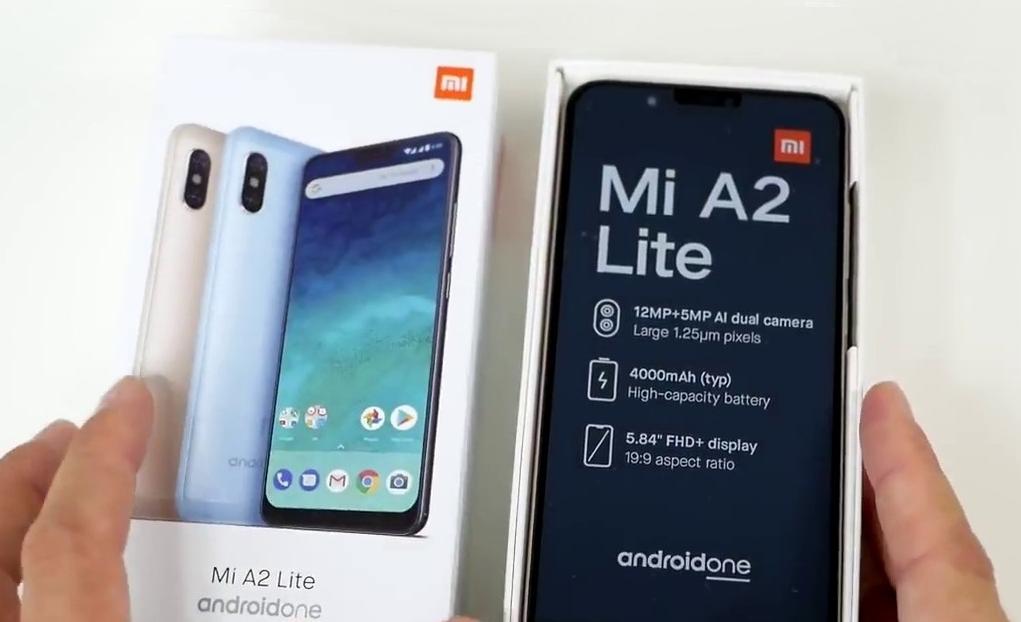 mi
andro
Mi A2 Lite
androidone
mi
Mi A2
Lite
12MP+5MP AI dual camera
Large 1.25μm pixels
4000mAh (typ)
High-capacity battery
5.84" FHD+ display
19:9 aspect ratio
androidone